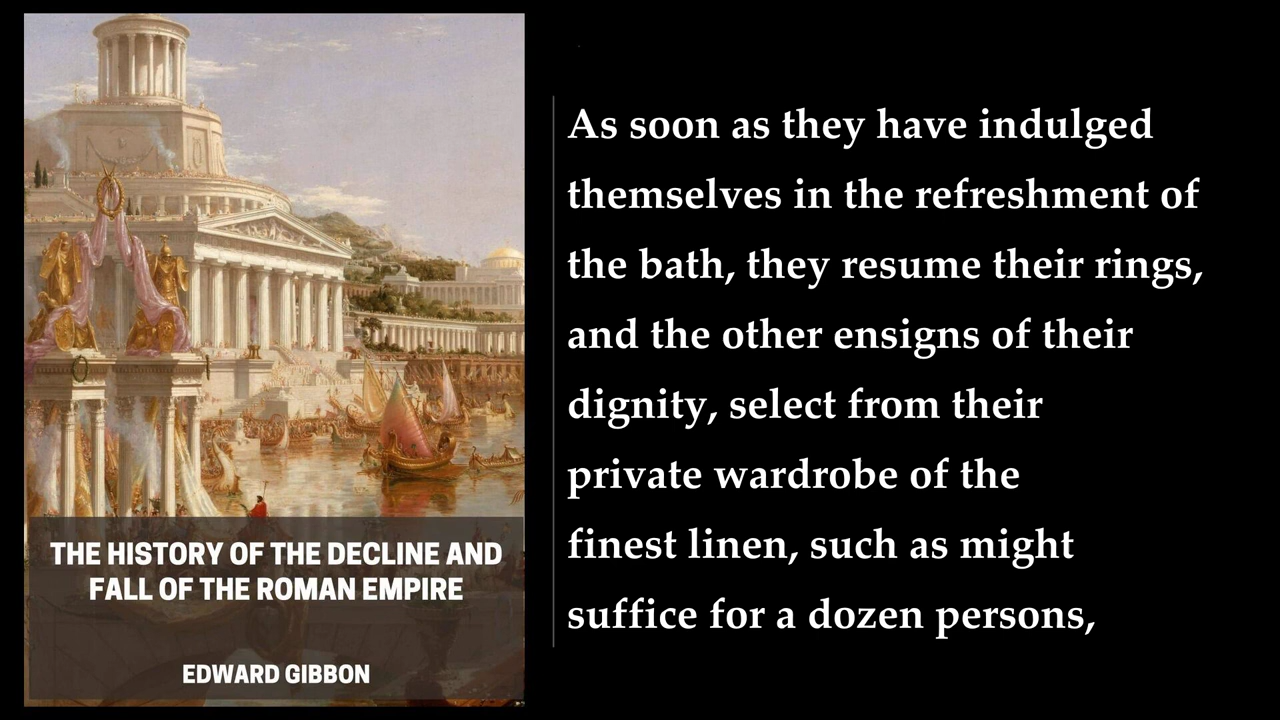 THE HISTORY OF THE DECLINE AND
FALL OF THE ROMAN EMPIRE
EDWARD GIBBON
As soon as they have indulged
themselves in the refreshment of
the bath, they resume their rings,
and the other ensigns of their
dignity, select from their
private wardrobe of the
finest linen, such as might
suffice for a dozen persons,